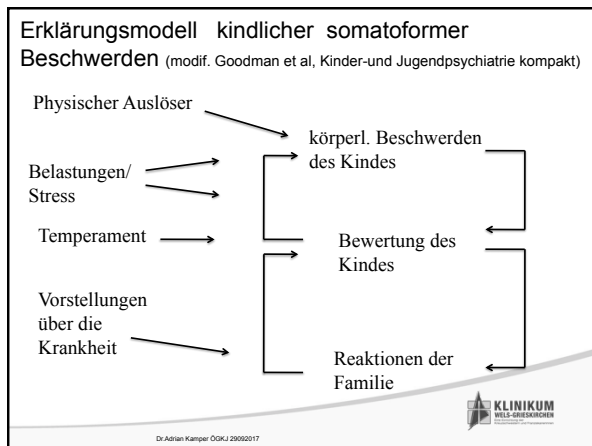 Erklärungsmodell kindlicher somatoformer
Beschwerden (modif. Goodman et al, Kinder-und Jugendpsychiatrie kompakt)
Physischer Auslöser
körperl. Beschwerden
des Kindes
Belastungen/
Stress
Temperament
Bewertung des
Kindes
Vorstellungen
über die
Krankheit
Reaktionen der
Familie
KLINIKUM
WELS-GRIESKIRCHEN
Dr.Adrian Kamper ÖGKJ 29092017